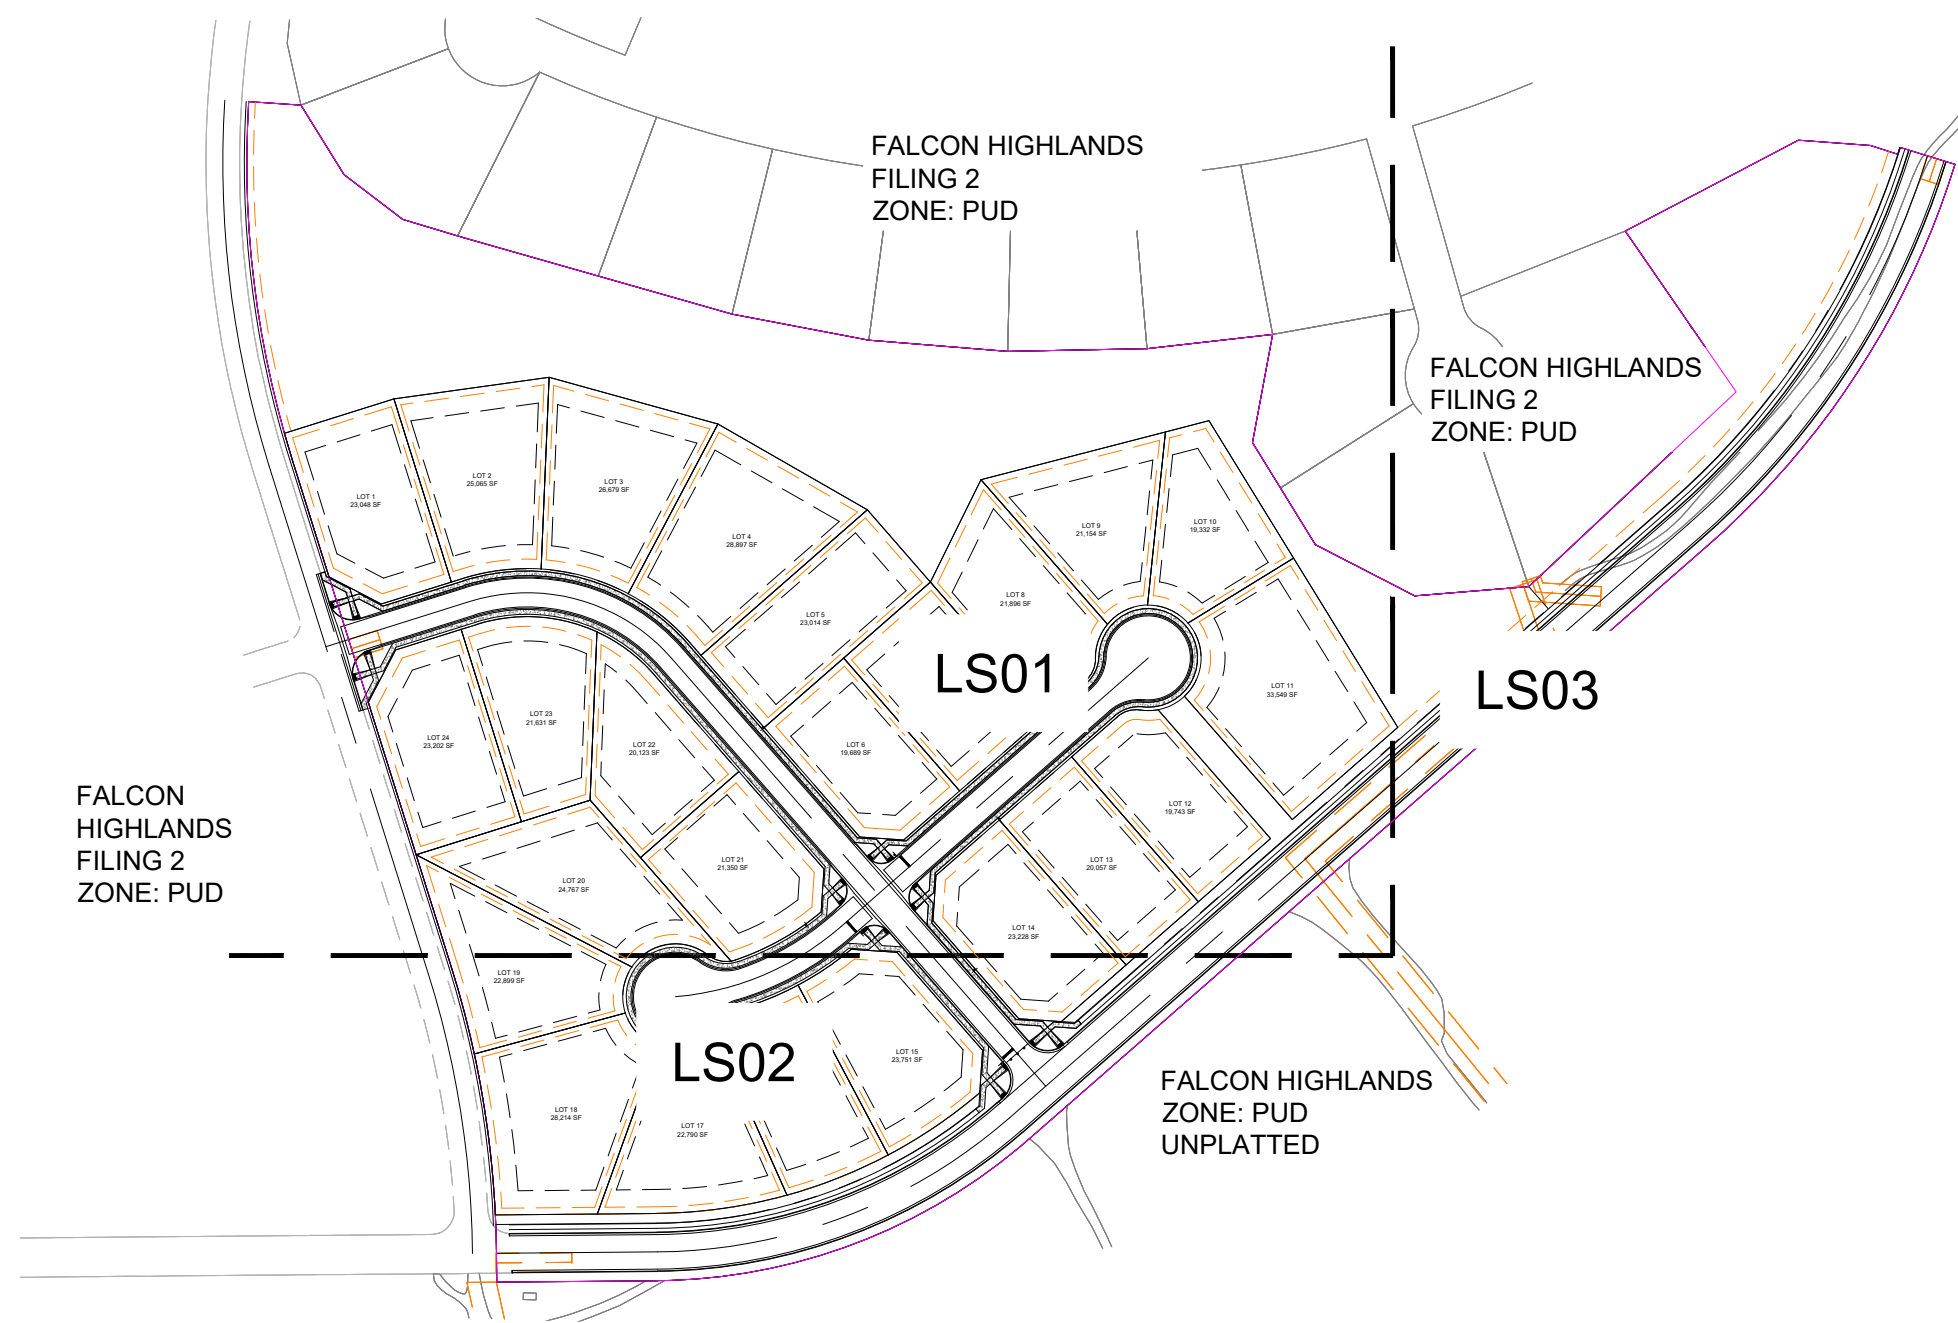 FALCON HIGHLANDS
FILING 2
ZONE: PUD
FALCON HIGHLANDS
FILING 2
ZONE: PUD
LOT 1
23,048 SF
LOT 2
25,065 SF
LOT 3
26,679 SF
LOT 4
28,897 SF
LOT 5
23,014 SF
LOT 8
21,896 SF
LOT 9
21,154 SF
LOT 10
19,332 SF
LS01
LOT 11
33,549 SF
LS03
LOT 24
23,202 SF
LOT 23
21,631 SF
LOT 22
20,123 SF
LOT 6
19,689 SF
LOT 12
19,743 SF
FALCON
HIGHLANDS
FILING 2
ZONE: PUD
LOT 20
24,767 SF
LOT 21
21,350 SF
LOT 13
20,057 SF
LOT 14
23,228 SF
LOT 19
22,899 SF
LS02
LOT 15
23,751 SF
LOT 18
28,214 SF
LOT 17
22,790 SF
FALCON HIGHLANDS
ZONE: PUD
UNPLATTED